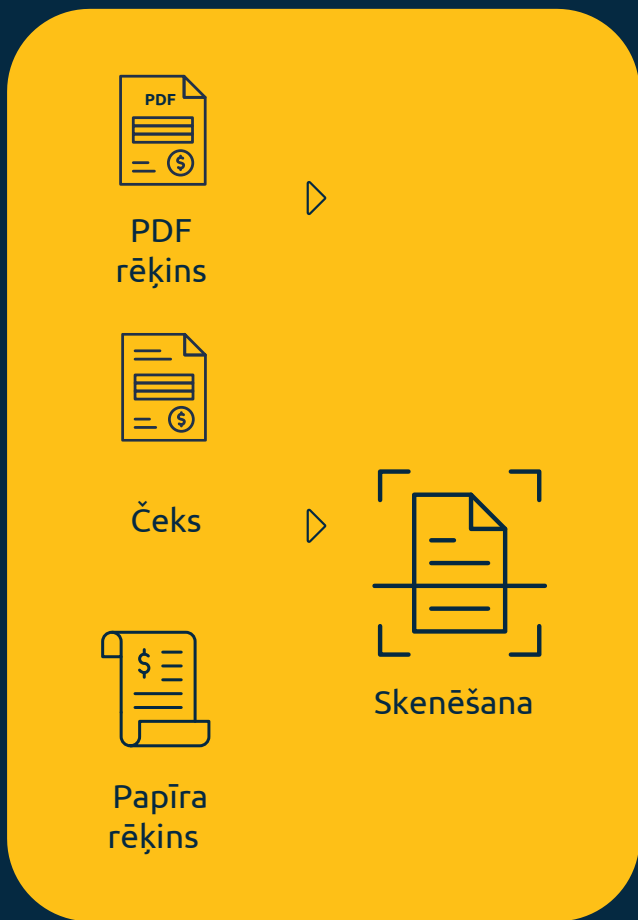 PDF
PDF
rēķins
Čeks
Skenēšana
Papīra
rēķins